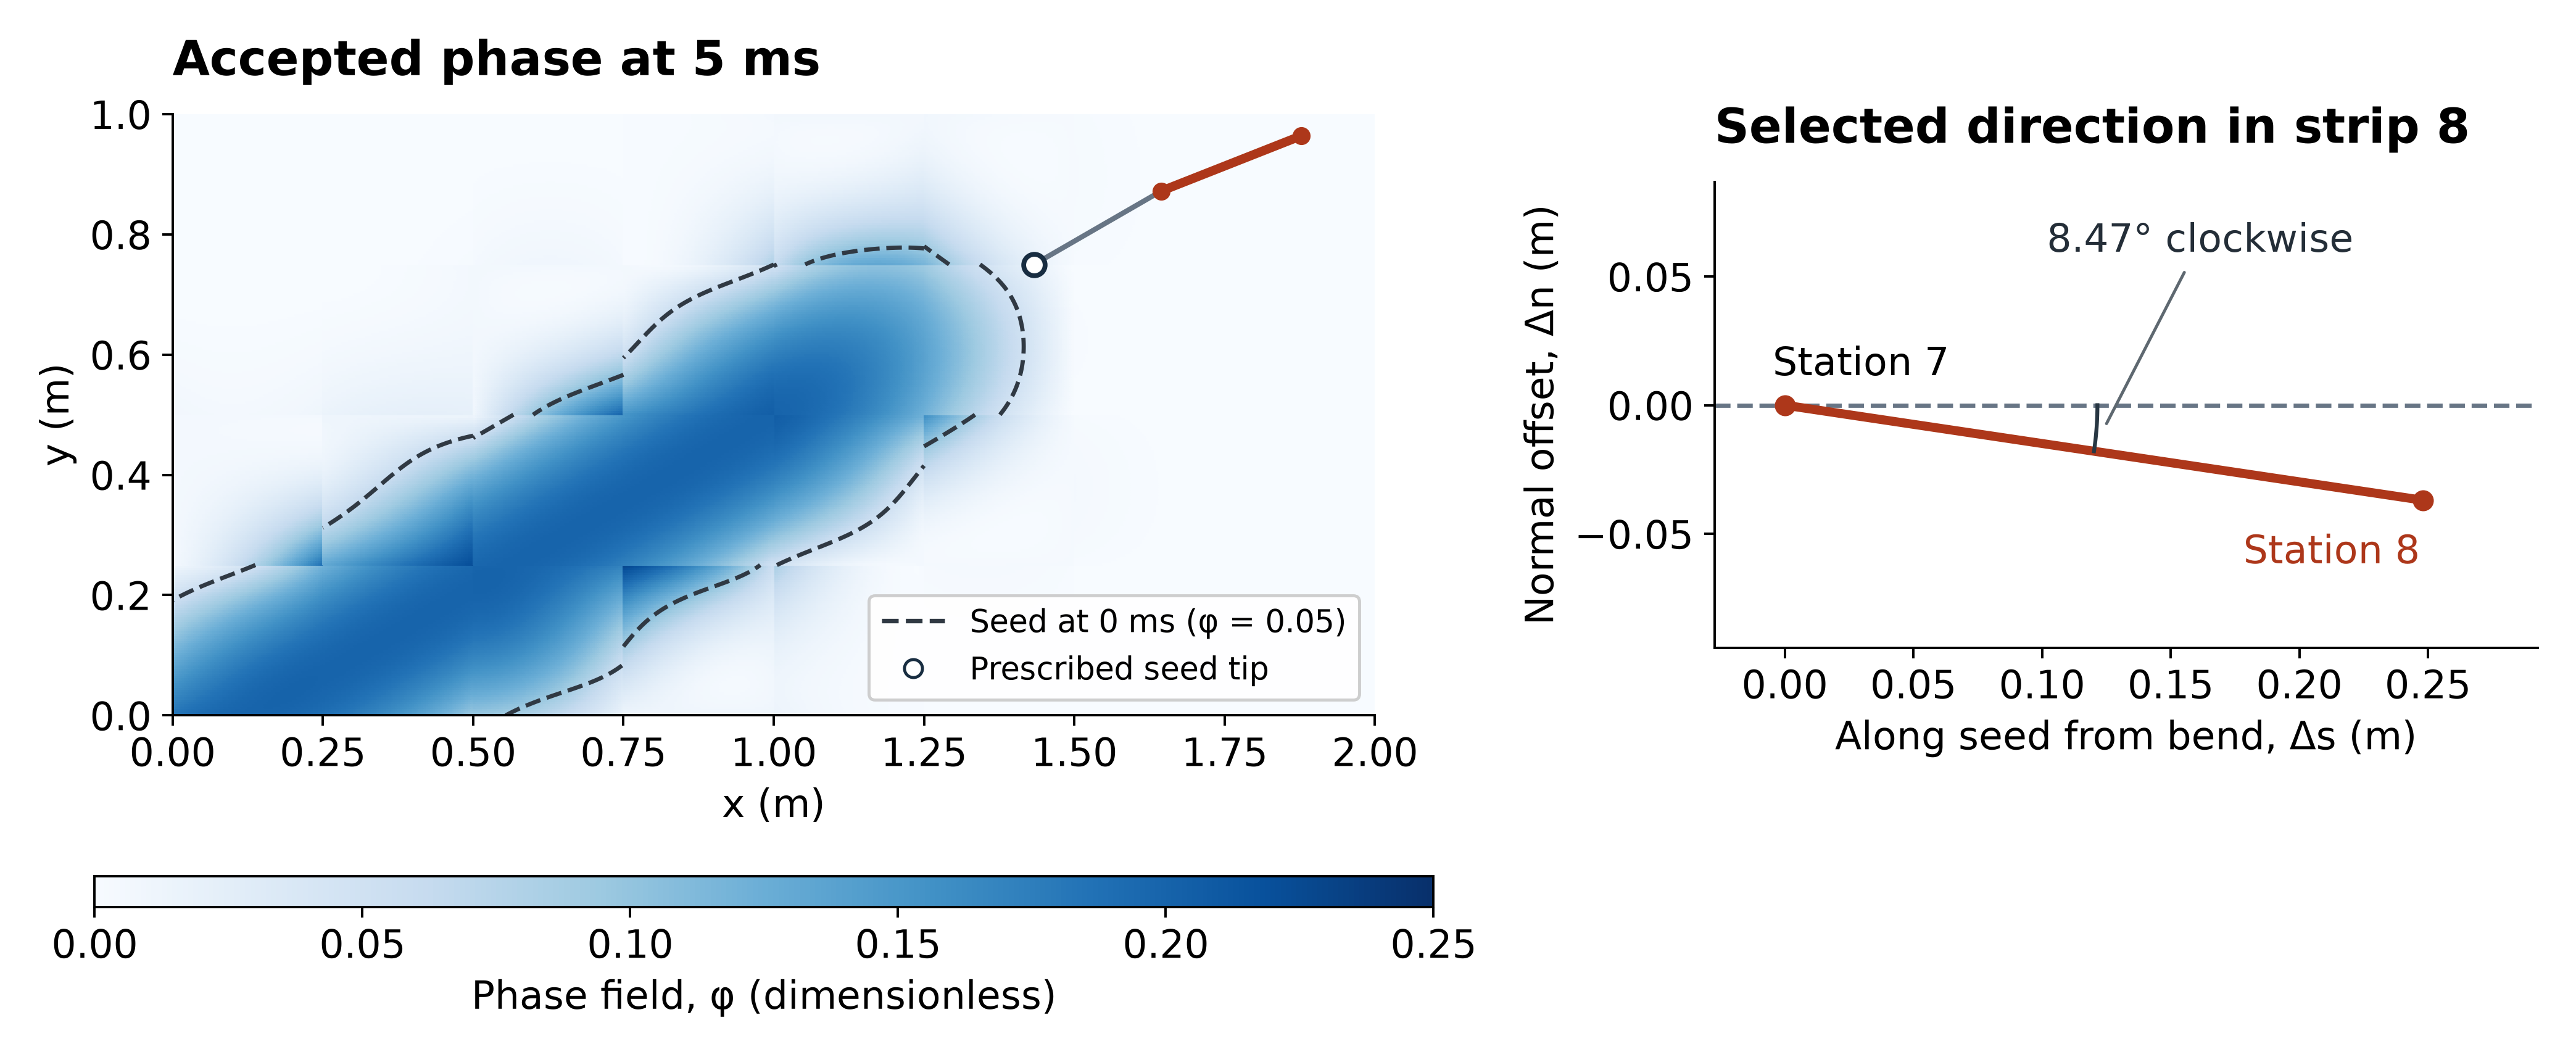 Accepted phase at 5 ms
1.0
0.8
0.6
0.4
0.2
0.0
y (m)
0.00 0.25 0.50 0.75 1.00 1.25 1.50 1.75 2.00
x (m)
Seed at 0 ms (φ = 0.05)
Prescribed seed tip
0.00 0.05 0.10 0.15 0.20 0.25
Phase field, φ (dimensionless)
Selected direction in strip 8
Normal offset, Δn (m)
0.05
0.00
−0.05
8.47° clockwise
Station 7
Station 8
0.00 0.05 0.10 0.15 0.20 0.25
Along seed from bend, Δs (m)